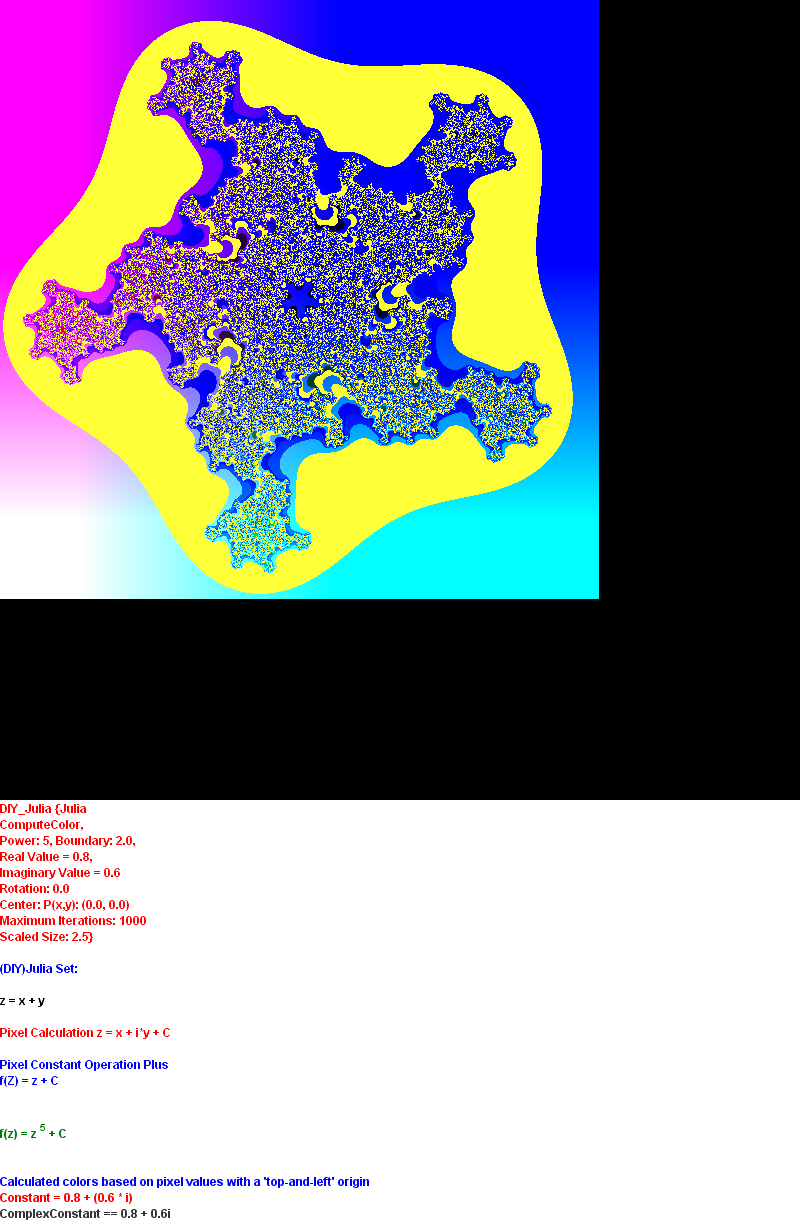 DIY_Julia {Julia
ComputeColor,
Power: 5, Boundary: 2.0,
Real Value = 0.8,
Imaginary Value = 0.6
Rotation: 0.0
Center: P(x,y): (0.0, 0.0)
Maximum Iterations: 1000
Scaled Size: 2.5}
(DIY)Julia Set:
z = x + y
Pixel Calculation z = x + i*y + C
Pixel Constant Operation Plus
f(Z) = z + C
f(z) = z ⁵ + C
Calculated colors based on pixel values with a 'top-and-left' origin
Constant = 0.8 + (0.6 * i)
ComplexConstant == 0.8 + 0.6i